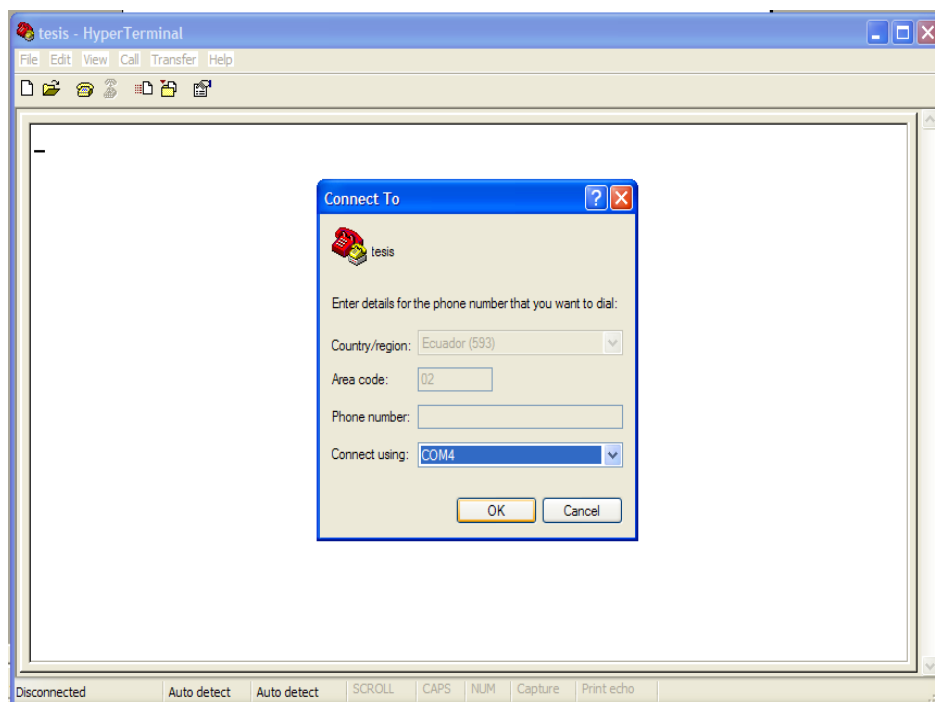 tesis - HyperTerminal
File Edit View Call Transfer Help
Connect To
tesis
Enter details for the phone number that you want to dial:
Country/region: Ecuador (593)
Area code: 02
Phone number:
Connect using: COM4
OK Cancel
Disconnected Auto detect Auto detect SCROLL CAPS NUM Capture Print echo